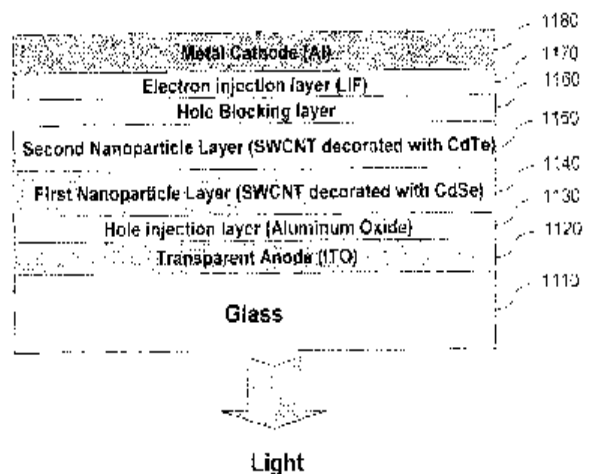 1180
Metal Cathode (Al)
1170
Electron injection layer (LIF)
1160
Hole Blocking layer
1150
Second Nanoparticle Layer (SWCNT decorated with CdTe)
1140
First Nanoparticle Layer (SWCNT decorated with CdSe)
1130
Hole injection layer (Aluminum Oxide)
1120
Transparent Anode (ITO)
1110
Glass
Light